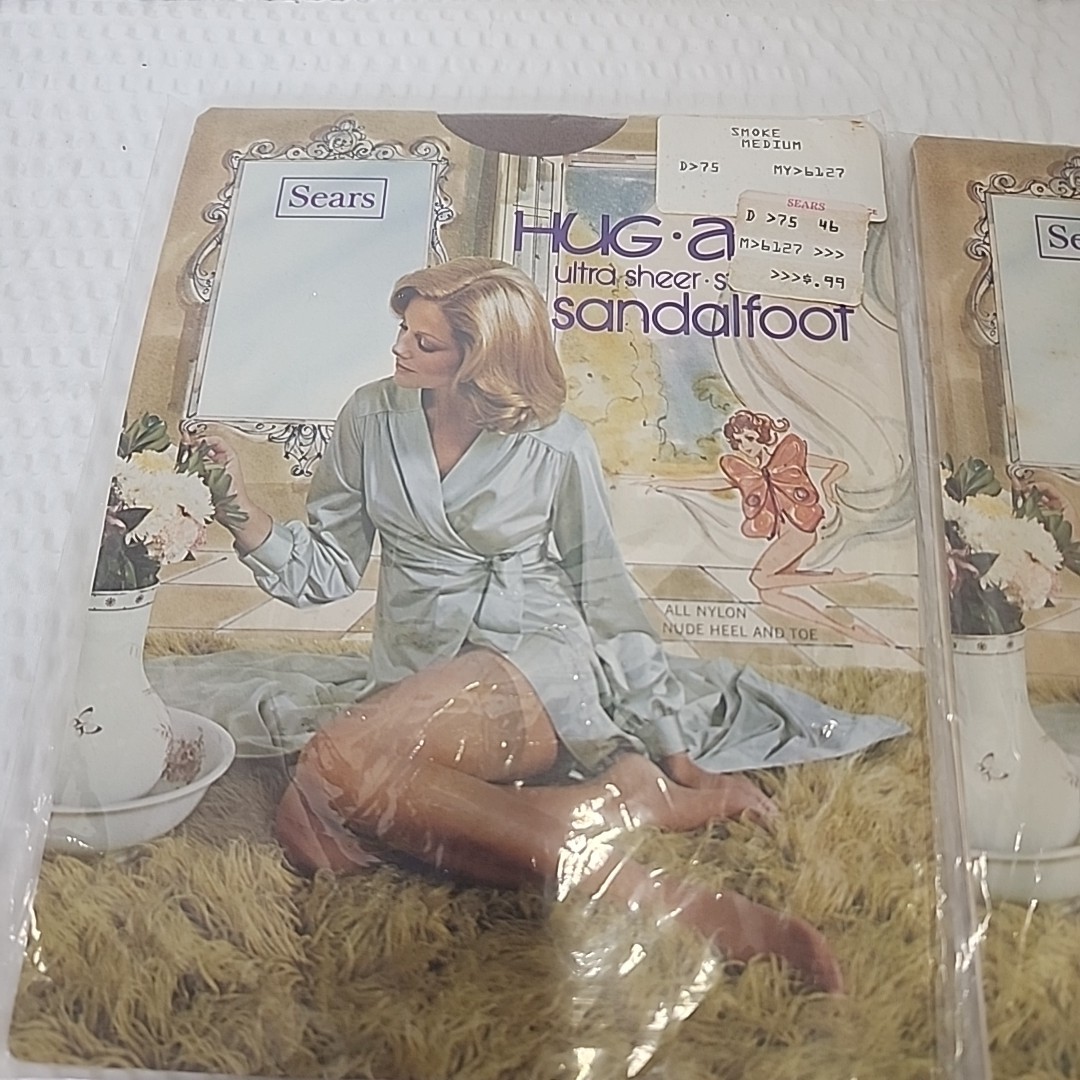 Sears
SMOKE
MEDIUM
D>75 MY>6127
SEARS
D >75 46
M>6127 >>>
>>>$.99
HUG·a
ultra sheer·s
sandalfoot
ALL NYLON
NUDE HEEL AND TOE
Se